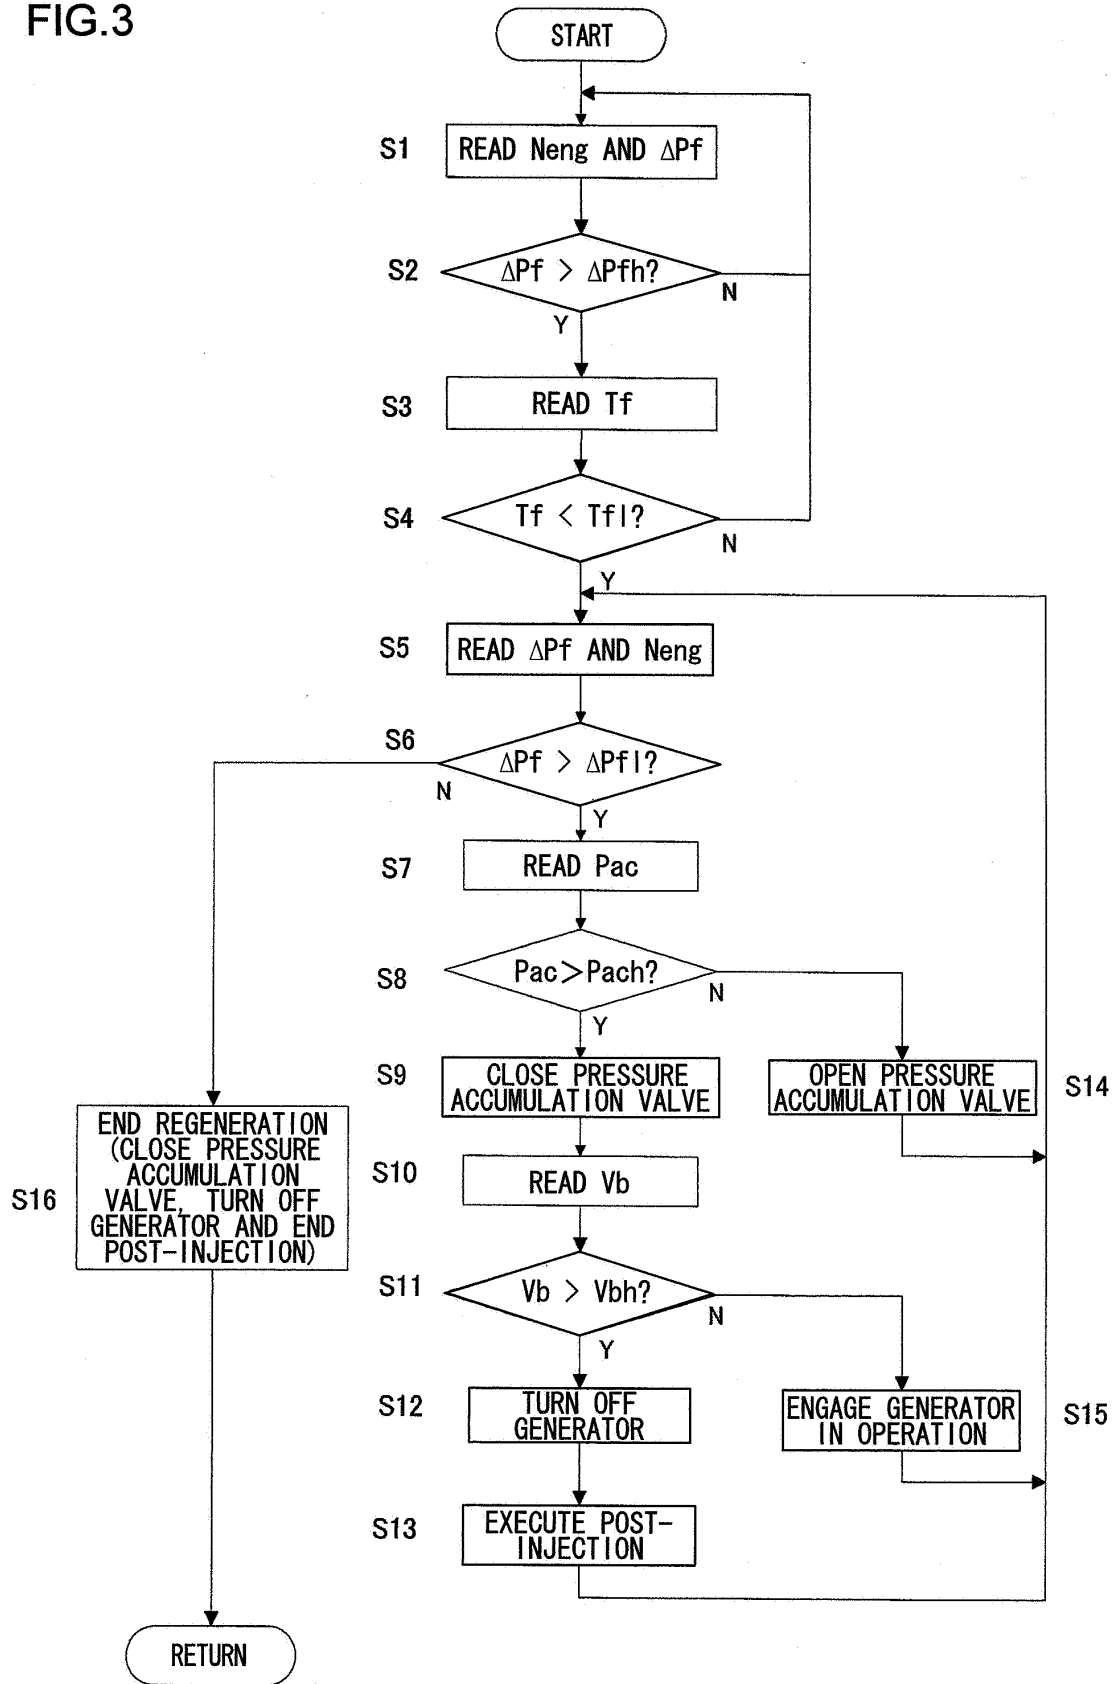 FIG.3
START
S1
READ Neng AND ΔPf
S2
ΔPf > ΔPfh?
N
Y
S3
READ Tf
S4
Tf < Tfl?
N
Y
S5
READ ΔPf AND Neng
S6
ΔPf > ΔPfl?
N
Y
S7
READ Pac
S8
Pac>Pach?
N
Y
S9
CLOSE PRESSURE
ACCUMULATION VALVE
OPEN PRESSURE
ACCUMULATION VALVE
S14
S16
END REGENERATION
(CLOSE PRESSURE
ACCUMULATION
VALVE, TURN OFF
GENERATOR AND END
POST-INJECTION)
S10
READ Vb
S11
Vb > Vbh?
N
Y
S12
TURN OFF
GENERATOR
ENGAGE GENERATOR
IN OPERATION
S15
S13
EXECUTE POST-
INJECTION
RETURN